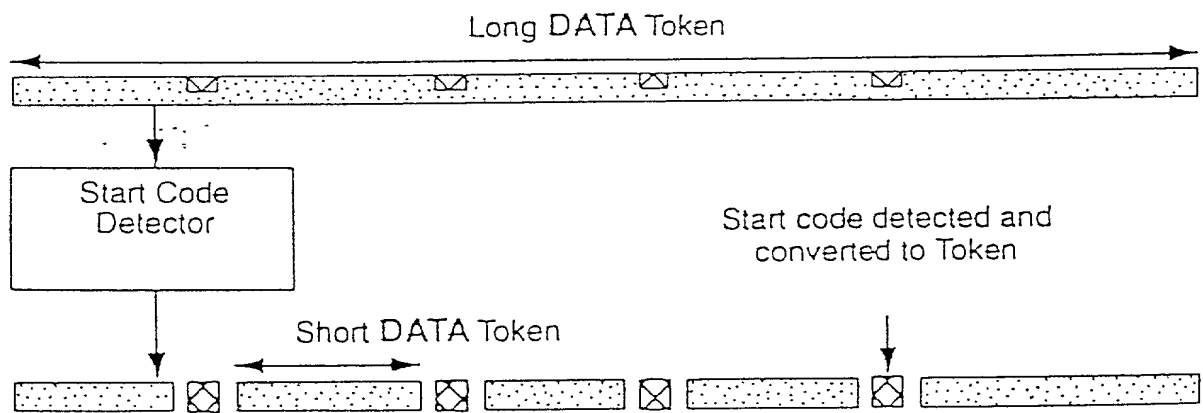 Long DATA Token
Start Code
Detector
Start code detected and
converted to Token
Short DATA Token